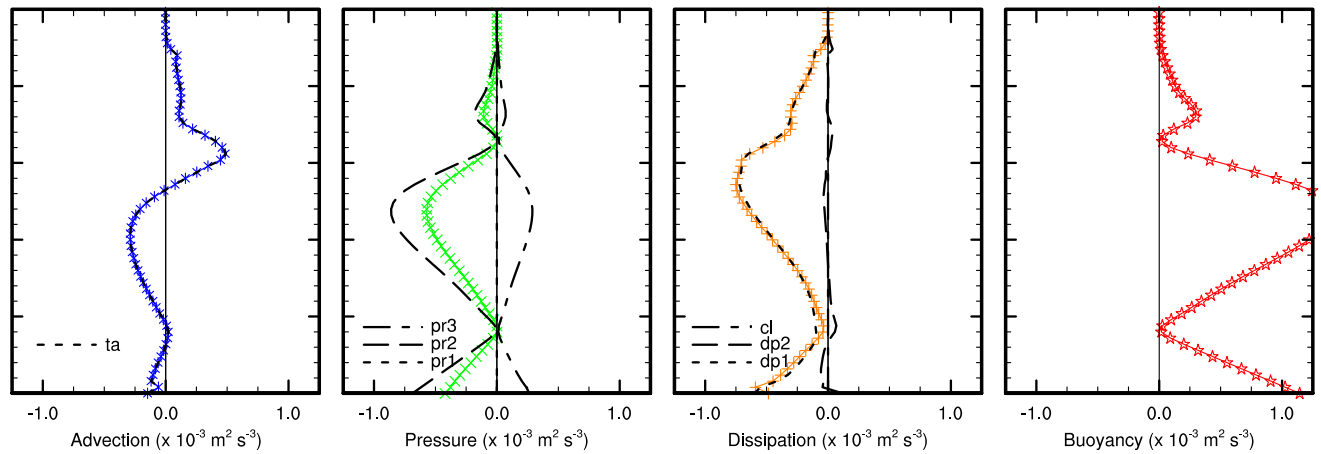 ta
-1.0 0.0 1.0
Advection (x 10⁻³ m² s⁻³)
pr3
pr2
pr1
-1.0 0.0 1.0
Pressure (x 10⁻³ m² s⁻³)
cl
dp2
dp1
-1.0 0.0 1.0
Dissipation (x 10⁻³ m² s⁻³)
-1.0 0.0 1.0
Buoyancy (x 10⁻³ m² s⁻³)